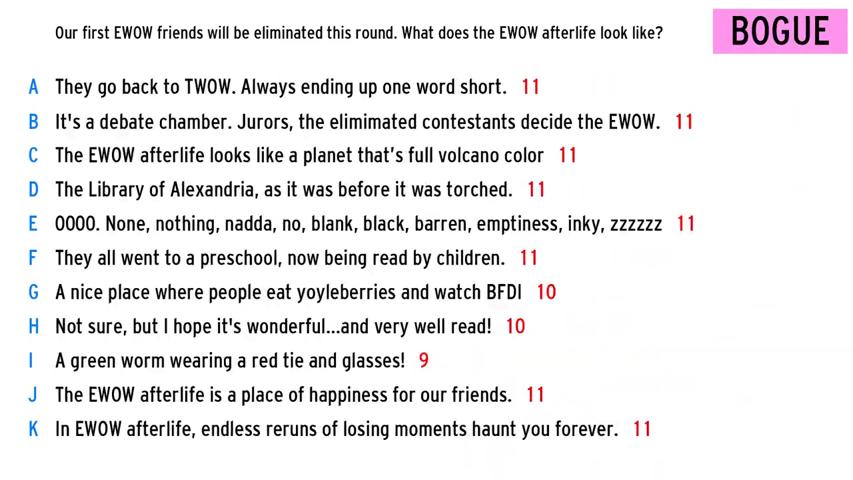 Our first EWOW friends will be eliminated this round. What does the EWOW afterlife look like?
BOGUE
A They go back to TWOW. Always ending up one word short. 11
B It's a debate chamber. Jurors, the elimimated contestants decide the EWOW. 11
C The EWOW afterlife looks like a planet that’s full volcano color 11
D The Library of Alexandria, as it was before it was torched. 11
E OOOO. None, nothing, nadda, no, blank, black, barren, emptiness, inky, zzzzzz 11
F They all went to a preschool, now being read by children. 11
G A nice place where people eat yoyleberries and watch BFDI 10
H Not sure, but I hope it's wonderful...and very well read! 10
I A green worm wearing a red tie and glasses! 9
J The EWOW afterlife is a place of happiness for our friends. 11
K In EWOW afterlife, endless reruns of losing moments haunt you forever. 11